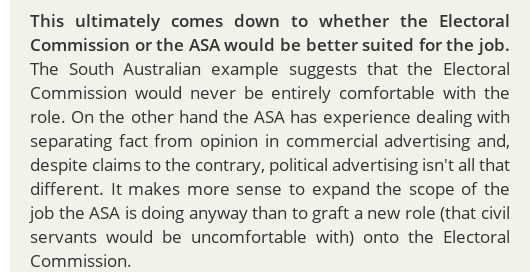 This ultimately comes down to whether the Electoral
Commission or the ASA would be better suited for the job.
The South Australian example suggests that the Electoral
Commission would never be entirely comfortable with the
role. On the other hand the ASA has experience dealing with
separating fact from opinion in commercial advertising and,
despite claims to the contrary, political advertising isn't all that
different. It makes more sense to expand the scope of the
job the ASA is doing anyway than to graft a new role (that civil
servants would be uncomfortable with) onto the Electoral
Commission.